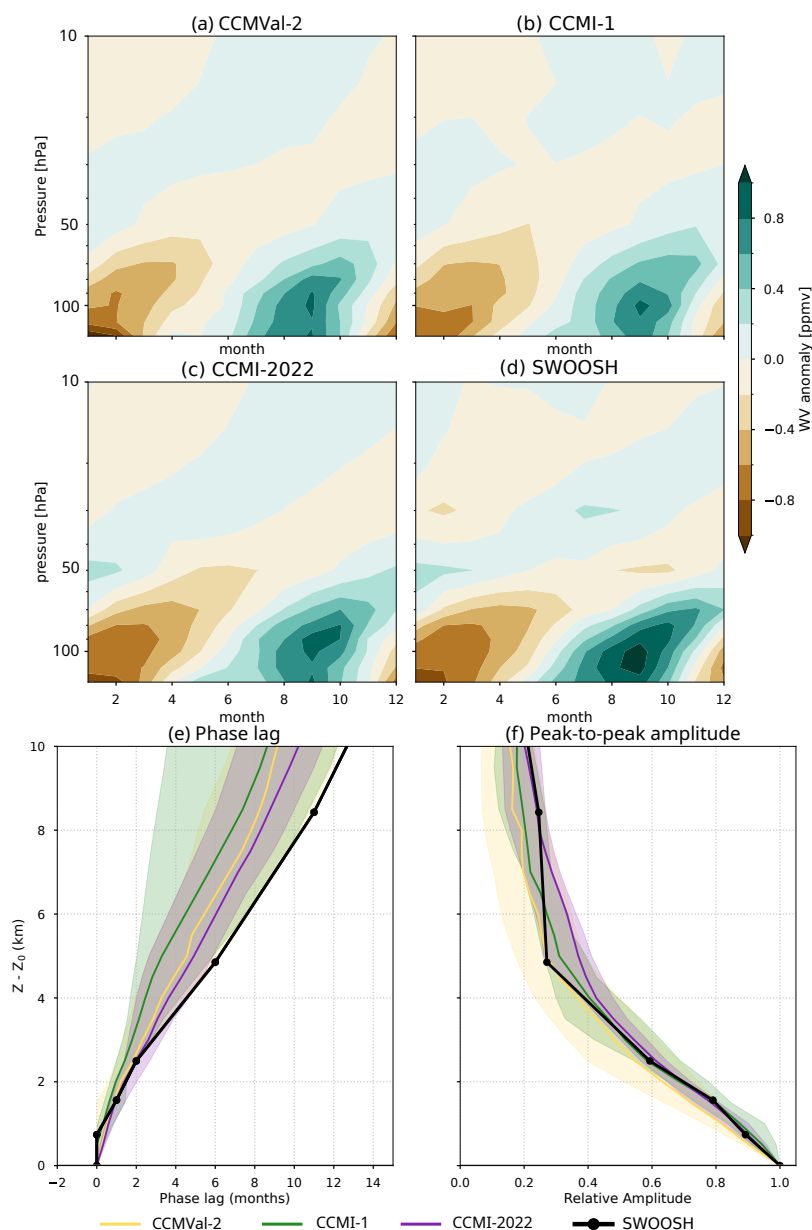 (a) CCMVal-2
(b) CCMI-1
10
50
100
Pressure [hPa]
month
month
0.8
0.4
0.0
−0.4
−0.8
WV anomaly [ppmv]
(c) CCMI-2022
(d) SWOOSH
10
50
100
pressure [hPa]
2 4 6 8 10 12
2 4 6 8 10 12
month
month
(e) Phase lag
(f) Peak-to-peak amplitude
10
8
6
4
2
0
Z - Z0 (km)
−2 0 2 4 6 8 10 12 14
0.0 0.2 0.4 0.6 0.8 1.0
Phase lag (months)
Relative Amplitude
CCMVal-2 CCMI-1 CCMI-2022 SWOOSH